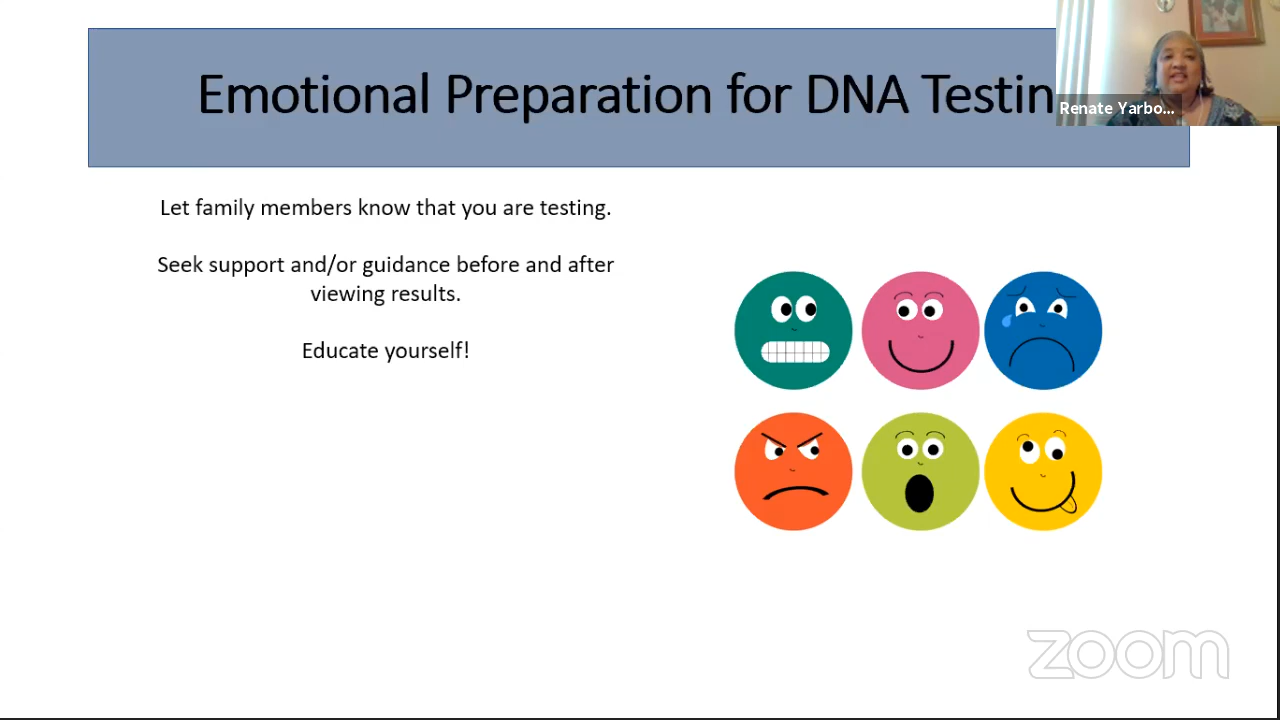 Emotional Preparation for DNA Testin
Renate Yarbo...
Let family members know that you are testing.
Seek support and/or guidance before and after
viewing results.
Educate yourself!
zoom